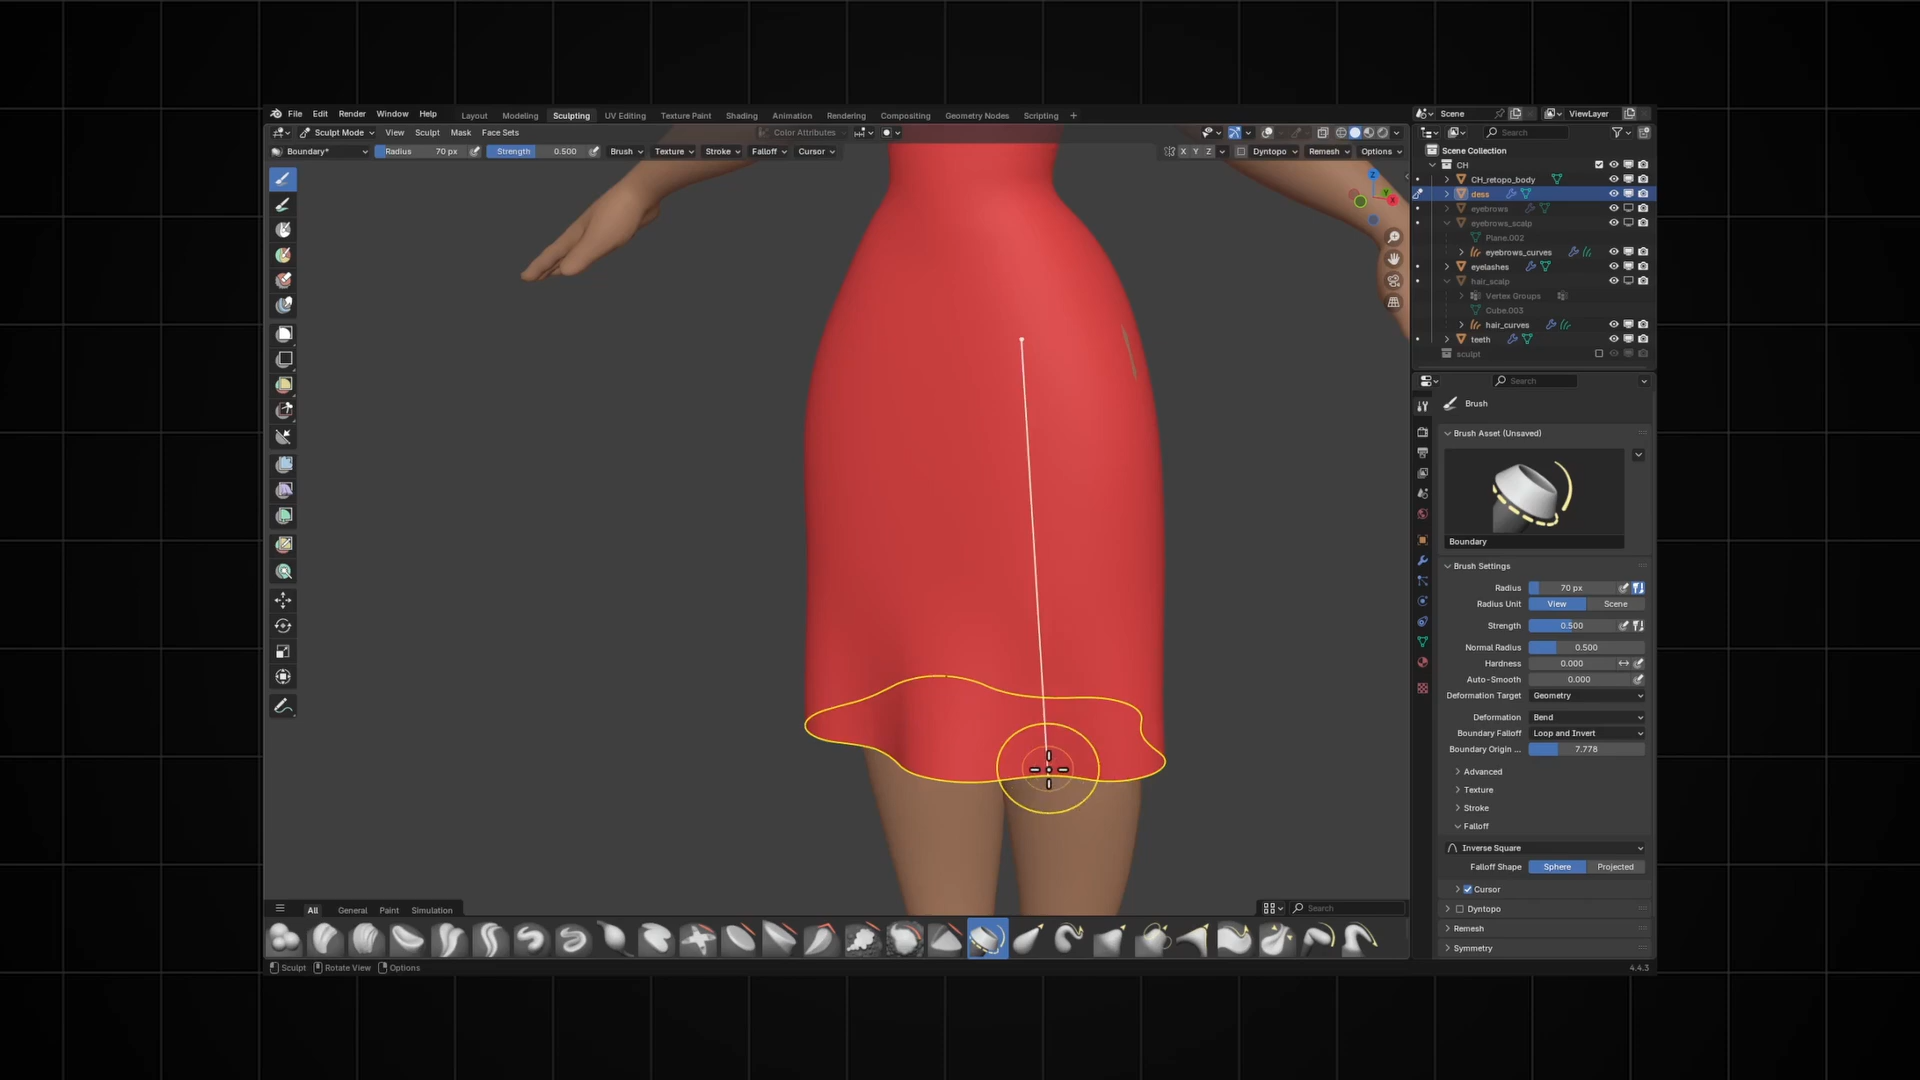 File Edit Render Window Help Layout Modeling Sculpting UV Editing Texture Paint Shading Animation Rendering Compositing Geometry Nodes Scripting +
Scene ViewLayer
Sculpt Mode View Sculpt Mask Face Sets Color Attributes
Search
Boundary* Radius 70 px Strength 0.500 Brush Texture Stroke Falloff Cursor X Y Z Dyntopo Remesh Options
Scene Collection
CH
CH_retopo_body
dess
eyebrows
eyebrows_scalp
Plane.002
eyebrows_curves
eyelashes
hair_scalp
Vertex Groups
Cube.003
hair_curves
teeth
sculpt
Z
Y
X
Search
Brush
Brush Asset (Unsaved)
Boundary
Brush Settings
Radius 70 px
Radius Unit View Scene
Strength 0.500
Normal Radius 0.500
Hardness 0.000
Auto-Smooth 0.000
Deformation Target Geometry
Deformation Bend
Boundary Falloff Loop and Invert
Boundary Origin ... 7.778
Advanced
Texture
Stroke
Falloff
Inverse Square
Falloff Shape Sphere Projected
Cursor
Dyntopo
Remesh
Symmetry
All General Paint Simulation Search
Sculpt Rotate View Options 4.4.3